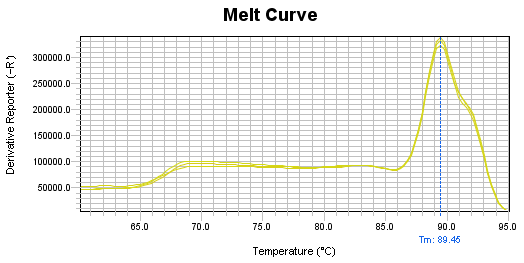 Melt Curve
Derivative Reporter (-R')
300000.0
250000.0
200000.0
150000.0
100000.0
50000.0
65.0 70.0 75.0 80.0 85.0 90.0 95.0
Tm: 89.45
Temperature (°C)